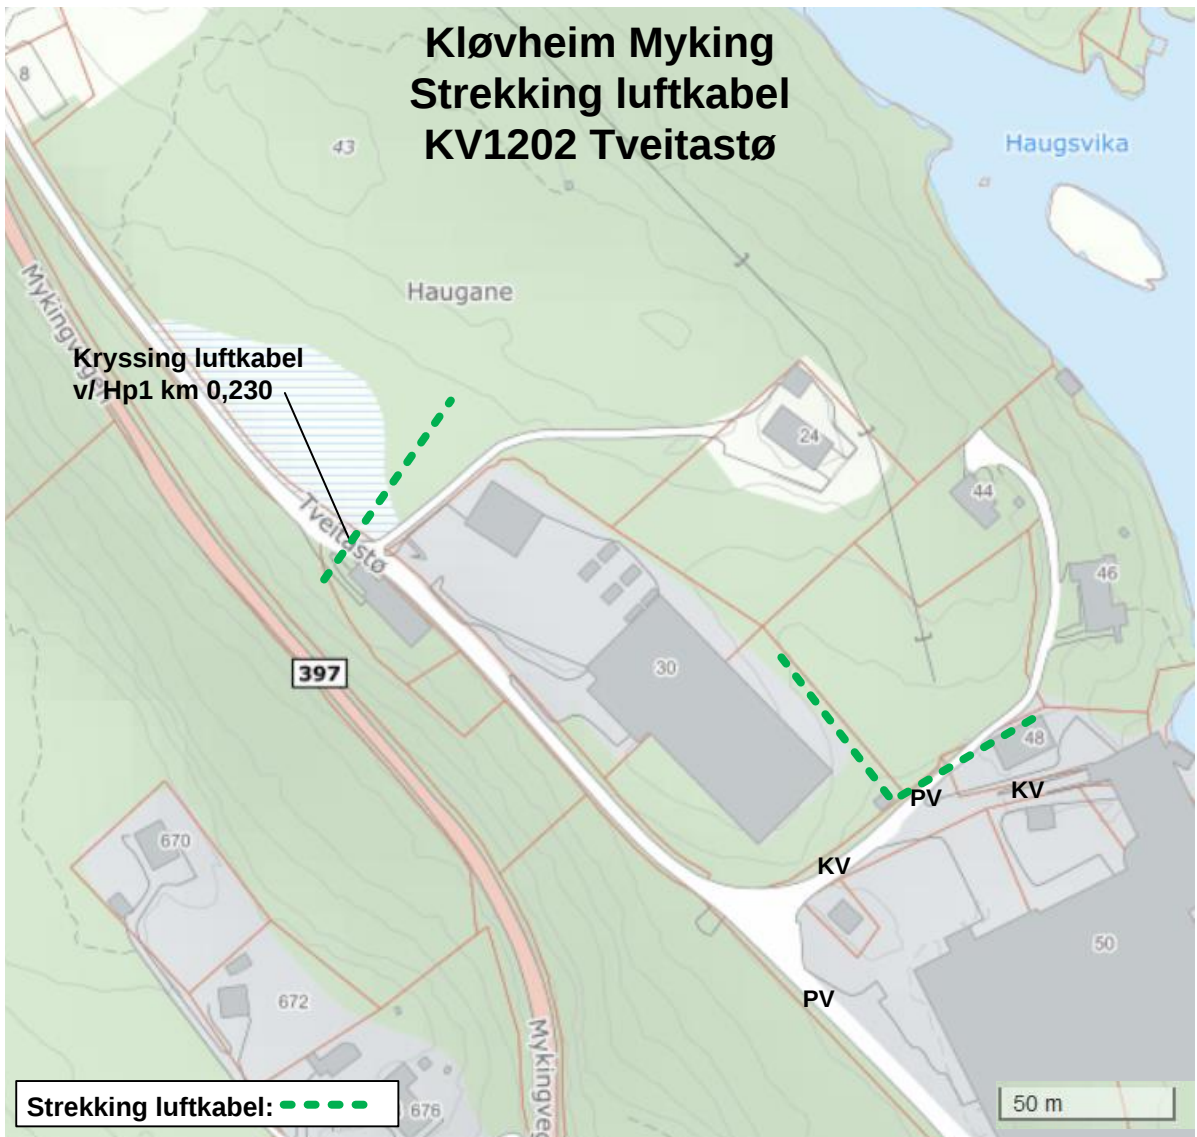 Kløvheim Myking
Strekking luftkabel
KV1202 Tveitastø
8
43
Haugsvika
Mykingvegen
Haugane
Kryssing luftkabel
v/ Hp1 km 0,230
24
44
Tveitastø
46
30
397
48
PV
KV
670
KV
50
672
PV
Mykingveg
Strekking luftkabel:
676
50 m